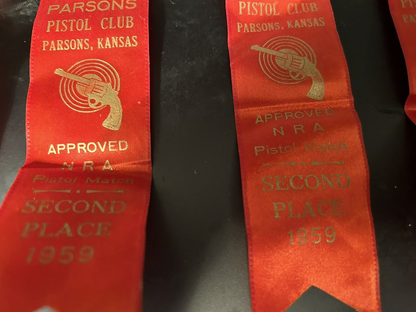 PARSONS
PISTOL CLUB
PARSONS, KANSAS
APPROVED
N R A
Pistol Match
SECOND
PLACE
1959
PISTOL CLUB
PARSONS, KANSAS
APPROVED
N R A
Pistol Match
SECOND
PLACE
1959